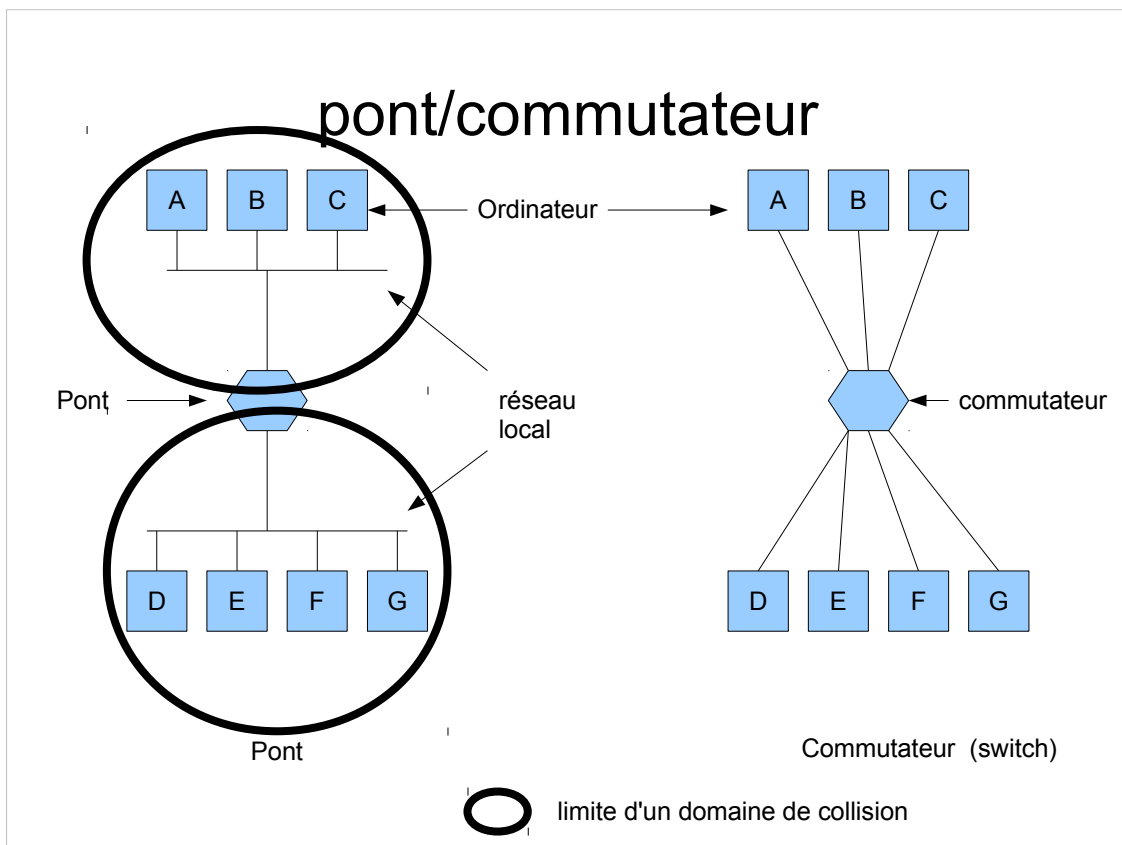 pont/commutateur
A B C
Ordinateur
A B C
Pont
réseau
local
commutateur
D E F G
D E F G
Pont
Commutateur (switch)
limite d'un domaine de collision